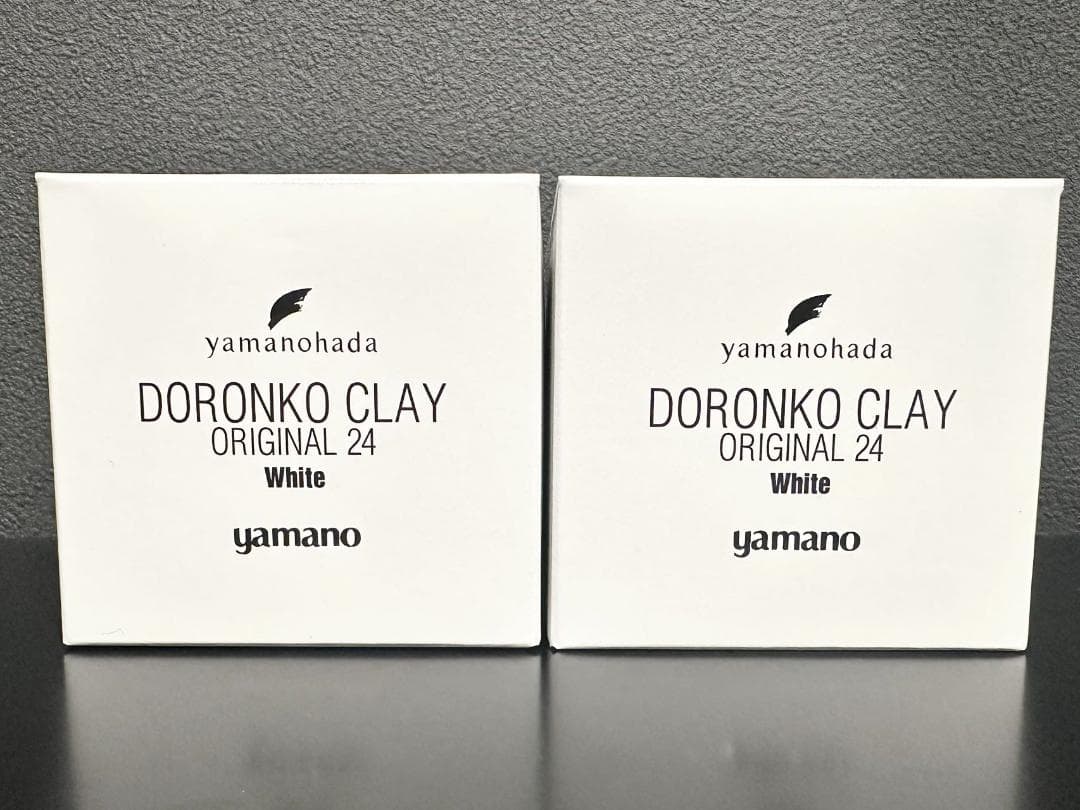 yamanohada
DORONKO CLAY
ORIGINAL 24
White
yamano
yamanohada
DORONKO CLAY
ORIGINAL 24
White
yamano